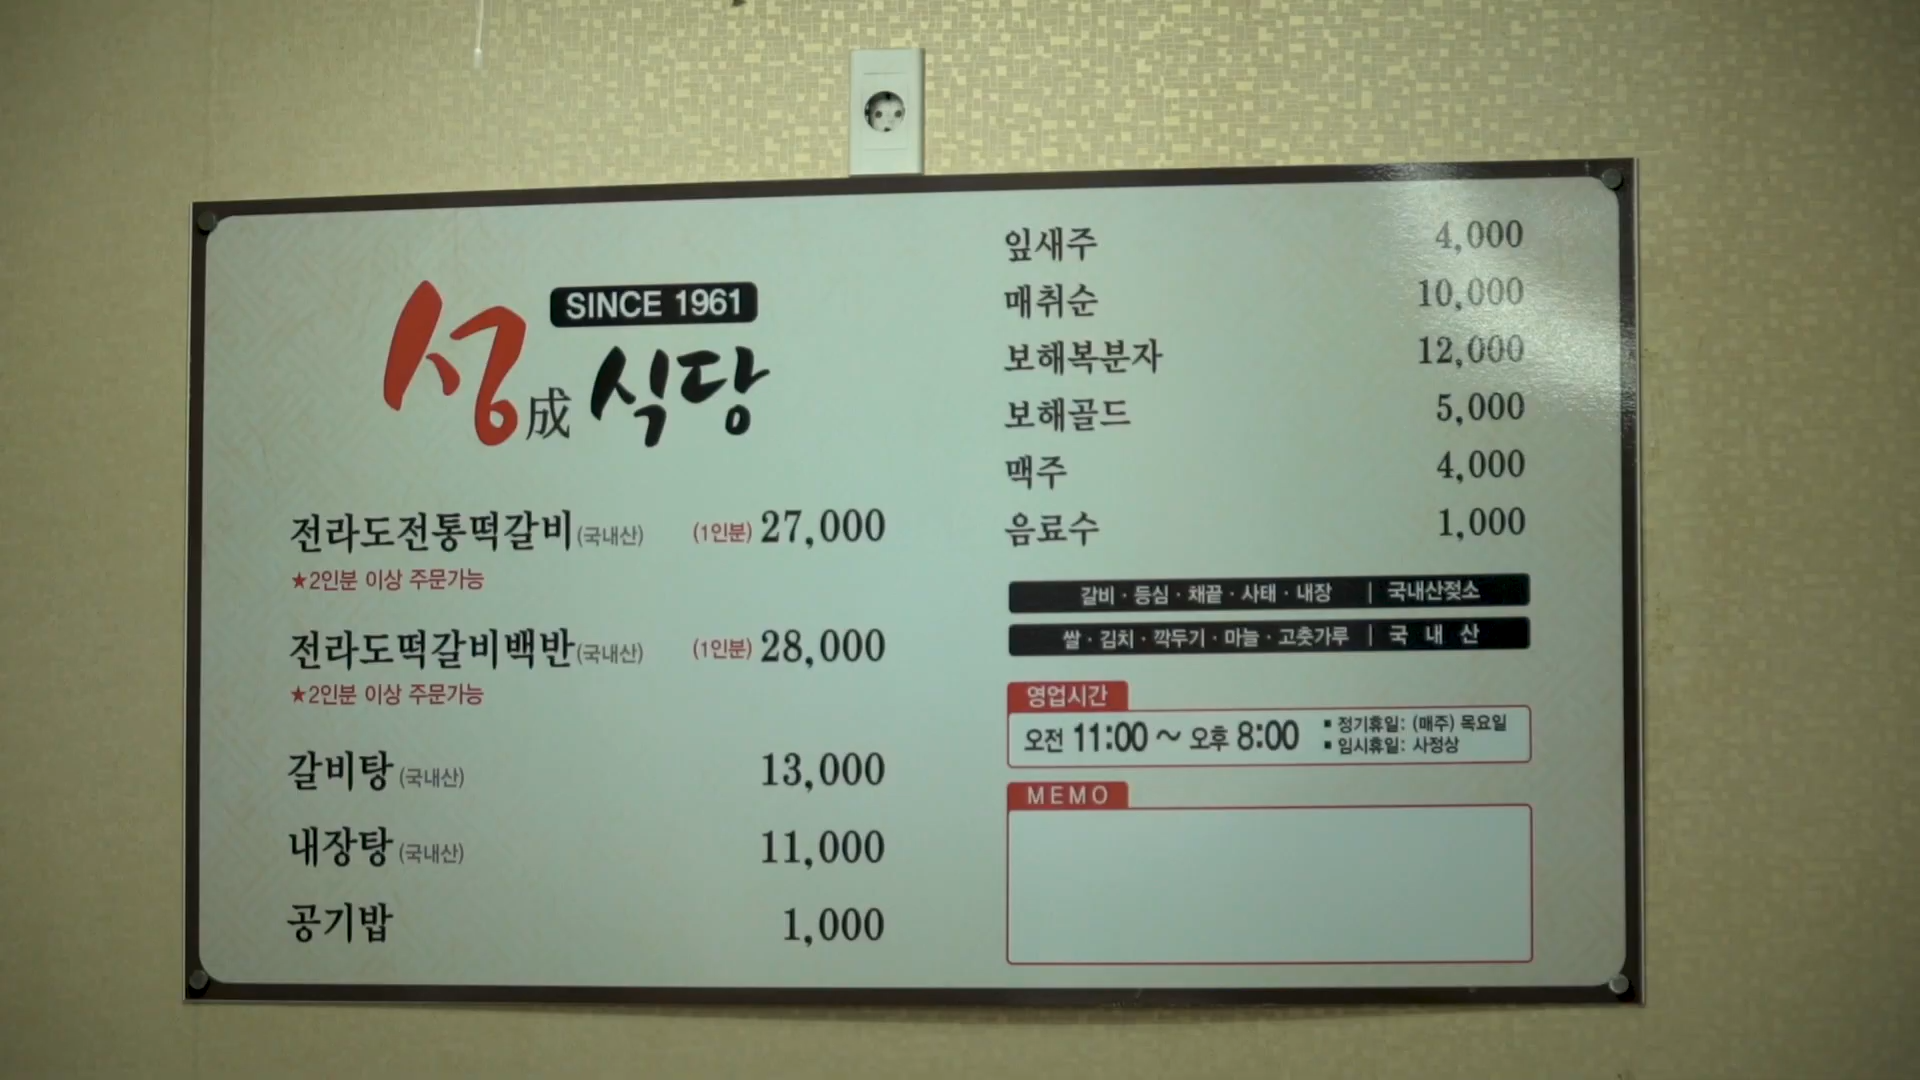 SINCE 1961
성成식당
전라도전통떡갈비(국내산) (1인분) 27,000
★2인분 이상 주문가능
전라도떡갈비백반(국내산) (1인분) 28,000
★2인분 이상 주문가능
갈비탕 (국내산) 13,000
내장탕 (국내산) 11,000
공기밥 1,000
잎새주 4,000
매취순 10,000
보해복분자 12,000
보해골드 5,000
맥주 4,000
음료수 1,000
갈비 · 등심 · 채끝 · 사태 · 내장 | 국내산젖소
쌀 · 김치 · 깍두기 · 마늘 · 고춧가루 | 국 내 산
영업시간
오전 11:00 ~ 오후 8:00
▪ 정기휴일: (매주) 목요일
▪ 임시휴일: 사정상
MEMO